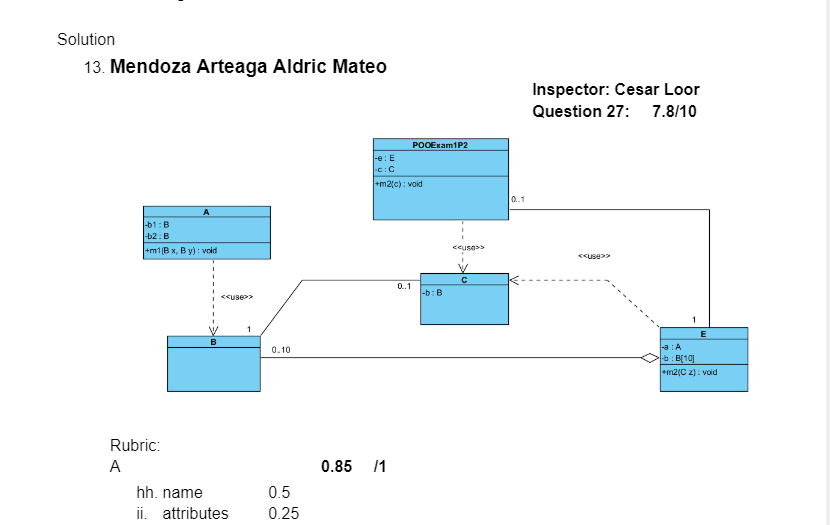 Solution
13. Mendoza Arteaga Aldric Mateo
Inspector: Cesar Loor
Question 27: 7.8/10
POOExam1P2
-e : E
-c : C
+m2(c) : void
0..1
A
-b1 : B
-b2 : B
+m1(B x, B y) : void
<<use>>
<<use>>
C
0..1
-b : B
<<use>>
1
1
B
0..10
E
-a : A
-b : B[10]
+m2(C z) : void
Rubric:
A 0.85 /1
hh. name 0.5
ii. attributes 0.25